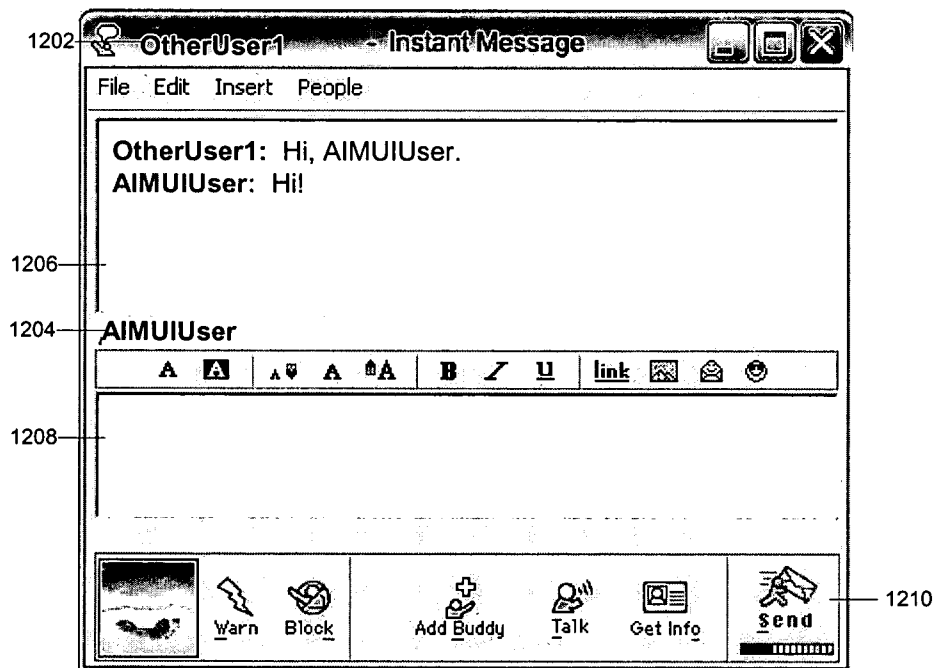 1202 OtherUser1 - Instant Message
File Edit Insert People
OtherUser1: Hi, AIMUIUser.
AIMUIUser: Hi!
1206
1204 AIMUIUser
A A A A A B I U link
1208
Warn Block Add Buddy Talk Get Info Send
1210